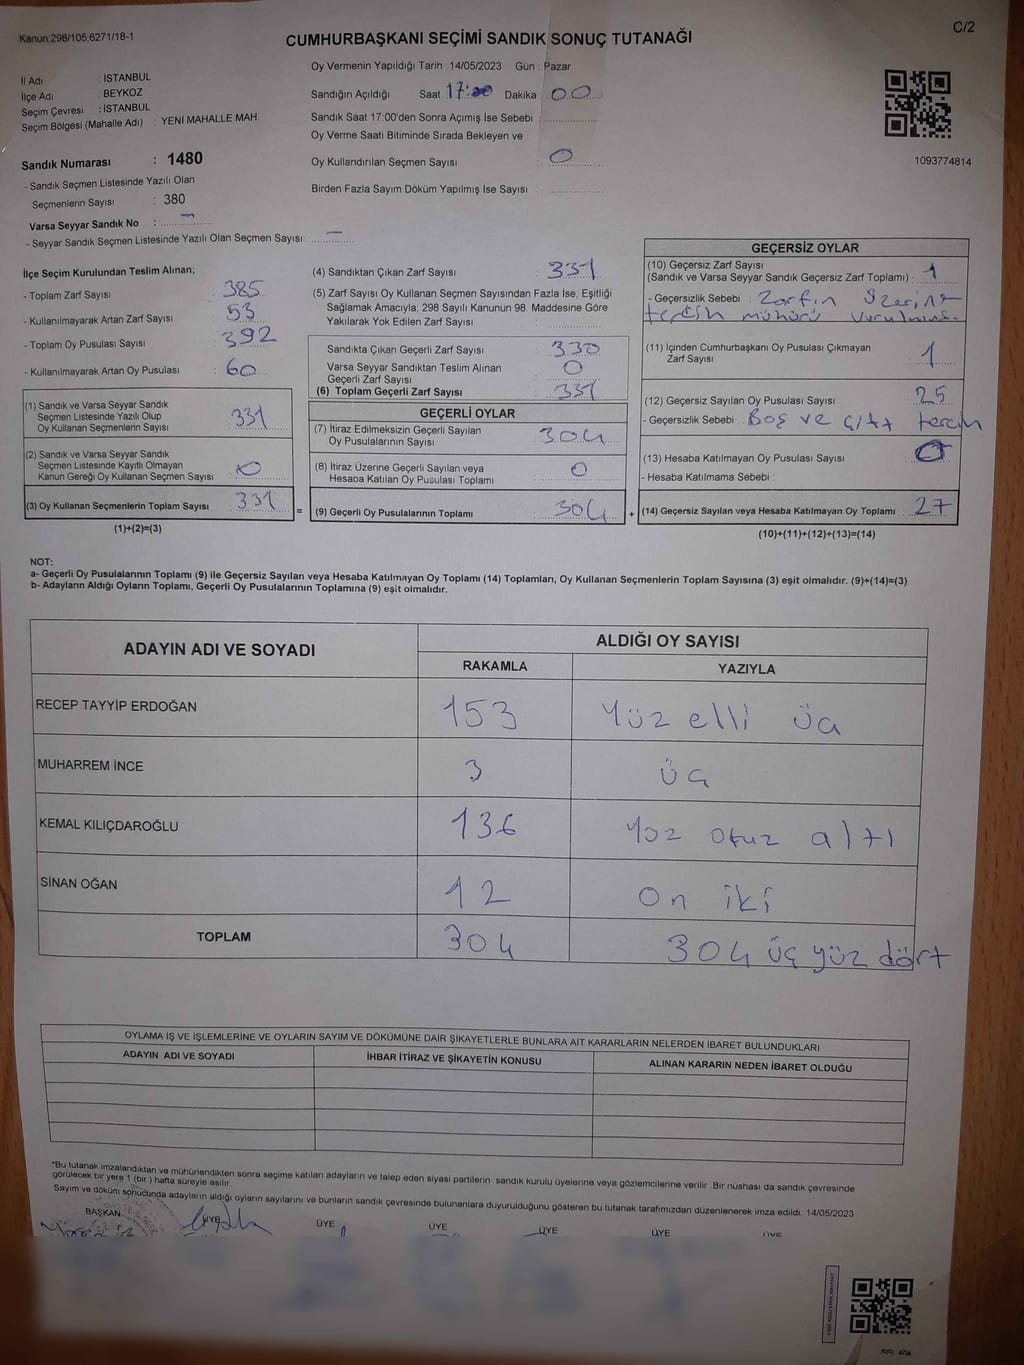 Kanun;298/105,6271/18-1
C/2
CUMHURBAŞKANI SEÇİMİ SANDIK SONUÇ TUTANAĞI
İl Adı : İSTANBUL
İlçe Adı : BEYKOZ
Seçim Çevresi : İSTANBUL
Seçim Bölgesi (Mahalle Adı) : YENİ MAHALLE MAH.
Sandık Numarası : 1480
- Sandık Seçmen Listesinde Yazılı Olan
Seçmenlerin Sayısı : 380
Varsa Seyyar Sandık No : –
- Seyyar Sandık Seçmen Listesinde Yazılı Olan Seçmen Sayısı: –
Oy Vermenin Yapıldığı Tarih : 14/05/2023 Gün : Pazar
Sandığın Açıldığı Saat 17:00 Dakika : 00
Sandık Saat 17:00'den Sonra Açımış İse Sebebi :
Oy Verme Saati Bitiminde Sırada Bekleyen ve
Oy Kullandırılan Seçmen Sayısı : 0
Birden Fazla Sayım Döküm Yapılmış İse Sayısı :
1093774814
İlçe Seçim Kurulundan Teslim Alınan;
- Toplam Zarf Sayısı : 385
- Kullanılmayarak Artan Zarf Sayısı : 53
- Toplam Oy Pusulası Sayısı : 392
- Kullanılmayarak Artan Oy Pusulası : 60
(1) Sandık ve Varsa Seyyar Sandık
Seçmen Listesinde Yazılı Olup
Oy Kullanan Seçmenlerin Sayısı : 331
(2) Sandık ve Varsa Seyyar Sandık
Seçmen Listesinde Kayıtlı Olmayan
Kanun Gereği Oy Kullanan Seçmen Sayısı : 0
(3) Oy Kullanan Seçmenlerin Toplam Sayısı : 331
(1)+(2)=(3)
(4) Sandıktan Çıkan Zarf Sayısı : 331
(5) Zarf Sayısı Oy Kullanan Seçmen Sayısından Fazla İse, Eşitliği
Sağlamak Amacıyla; 298 Sayılı Kanunun 98. Maddesine Göre
Yakılarak Yok Edilen Zarf Sayısı :
Sandıkta Çıkan Geçerli Zarf Sayısı : 330
Varsa Seyyar Sandıktan Teslim Alınan
Geçerli Zarf Sayısı : 0
(6) Toplam Geçerli Zarf Sayısı : 331
GEÇERLİ OYLAR
(7) İtiraz Edilmeksizin Geçerli Sayılan
Oy Pusulalarının Sayısı : 304
(8) İtiraz Üzerine Geçerli Sayılan veya
Hesaba Katılan Oy Pusulası Toplamı : 0
= (9) Geçerli Oy Pusulalarının Toplamı : 304
GEÇERSİZ OYLAR
(10) Geçersiz Zarf Sayısı
(Sandık ve Varsa Seyyar Sandık Geçersiz Zarf Toplamı) : 1
- Geçersizlik Sebebi : Zarfın üzerine
tercih mühürü vurulmuş.
(11) İçinden Cumhurbaşkanı Oy Pusulası Çıkmayan
Zarf Sayısı : 1
(12) Geçersiz Sayılan Oy Pusulası Sayısı : 25
- Geçersizlik Sebebi : Boş ve çift tercih
(13) Hesaba Katılmayan Oy Pusulası Sayısı : 0
- Hesaba Katılmama Sebebi :
+ (14) Geçersiz Sayılan veya Hesaba Katılmayan Oy Toplamı : 27
(10)+(11)+(12)+(13)=(14)
NOT:
a- Geçerli Oy Pusulalarının Toplamı (9) ile Geçersiz Sayılan veya Hesaba Katılmayan Oy Toplamı (14) Toplamları, Oy Kullanan Seçmenlerin Toplam Sayısına (3) eşit olmalıdır. (9)+(14)=(3)
b- Adayların Aldığı Oyların Toplamı, Geçerli Oy Pusulalarının Toplamına (9) eşit olmalıdır.
ADAYIN ADI VE SOYADI
ALDIĞI OY SAYISI
RAKAMLA YAZIYLA
RECEP TAYYİP ERDOĞAN 153 Yüz elli üç
MUHARREM İNCE 3 üç
KEMAL KILIÇDAROĞLU 136 Yüz otuz altı
SİNAN OĞAN 12 On iki
TOPLAM 304 304 üç yüz dört
OYLAMA İŞ VE İŞLEMLERİNE VE OYLARIN SAYIM VE DÖKÜMÜNE DAİR ŞİKAYETLERLE BUNLARA AİT KARARLARIN NELERDEN İBARET BULUNDUKLARI
ADAYIN ADI VE SOYADI İHBAR İTİRAZ VE ŞİKAYETİN KONUSU ALINAN KARARIN NEDEN İBARET OLDUĞU
*Bu tutanak imzalandıktan ve mühürlendikten sonra seçime katılan adayların ve talep eden siyasi partilerin sandık kurulu üyelerine veya gözlemcilerine verilir. Bir nüshası da sandık çevresinde
görülecek bir yere 1 (bir) hafta süreyle asılır.
Sayım ve döküm sonucunda adayların aldığı oyların sayılarını ve bunların sandık çevresinde bulunanlara duyurulduğunu gösteren bu tutanak tarafımızdan düzenlenerek imza edildi. 14/05/2023
BAŞKAN ÜYE ÜYE ÜYE ÜYE ÜYE ÜYE